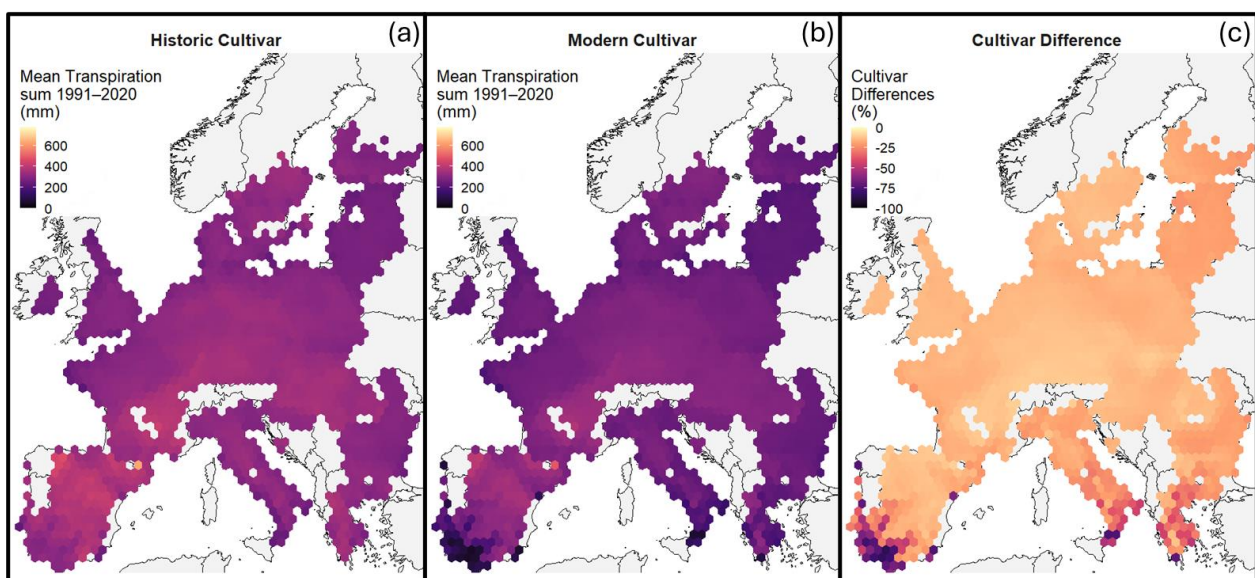 Historic Cultivar
(a)
Mean Transpiration
sum 1991–2020
(mm)
600
400
200
0
Modern Cultivar
(b)
Mean Transpiration
sum 1991–2020
(mm)
600
400
200
0
Cultivar Difference
(c)
Cultivar
Differences
(%)
0
-25
-50
-75
-100